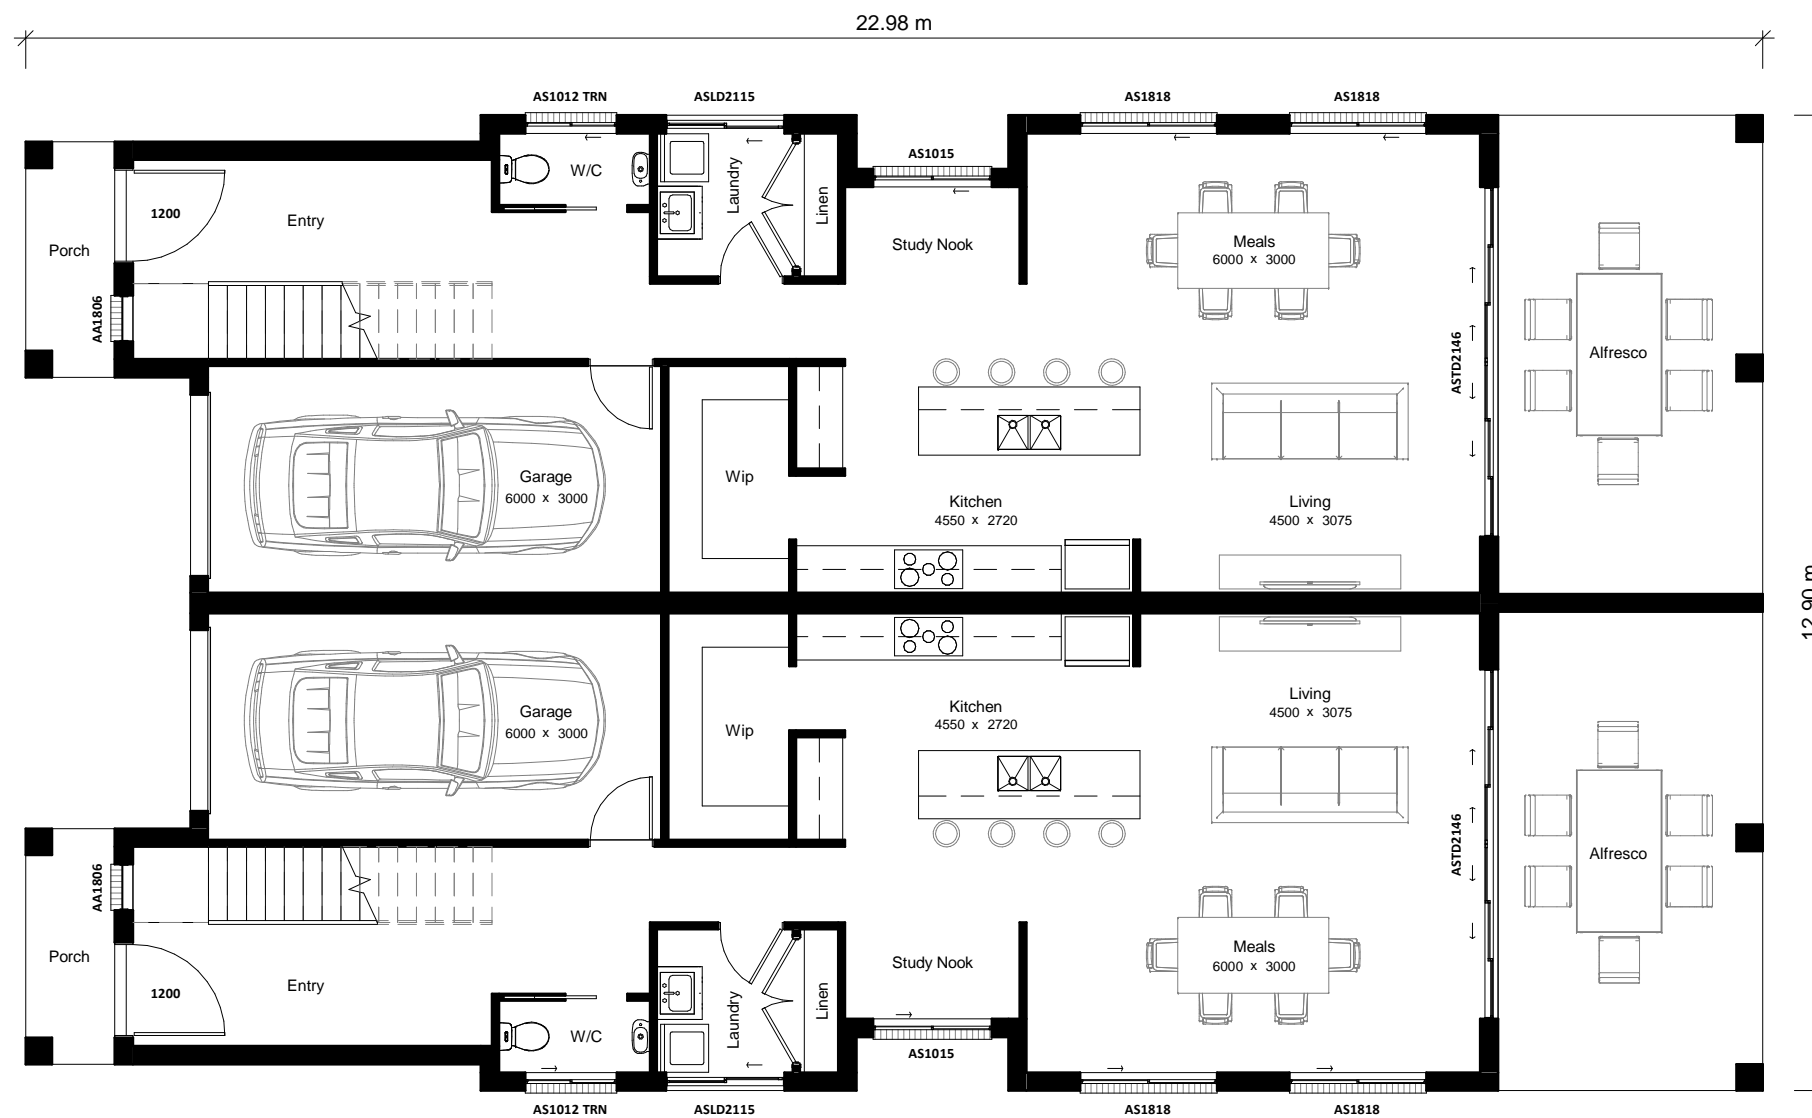 22.98 m
AS1012 TRN
ASLD2115
AS1818
AS1818
AS1015
W/C
Laundry
Linen
1200
Entry
Porch
Study Nook
Meals
6000 x 3000
AA1806
ASTD2146
Alfresco
Garage
6000 x 3000
Wip
Kitchen
4550 x 2720
Living
4500 x 3075
12.90 m
Garage
6000 x 3000
Wip
Kitchen
4550 x 2720
Living
4500 x 3075
ASTD2146
Alfresco
AA1806
Porch
1200
Entry
Study Nook
Meals
6000 x 3000
W/C
Laundry
Linen
AS1015
AS1012 TRN
ASLD2115
AS1818
AS1818